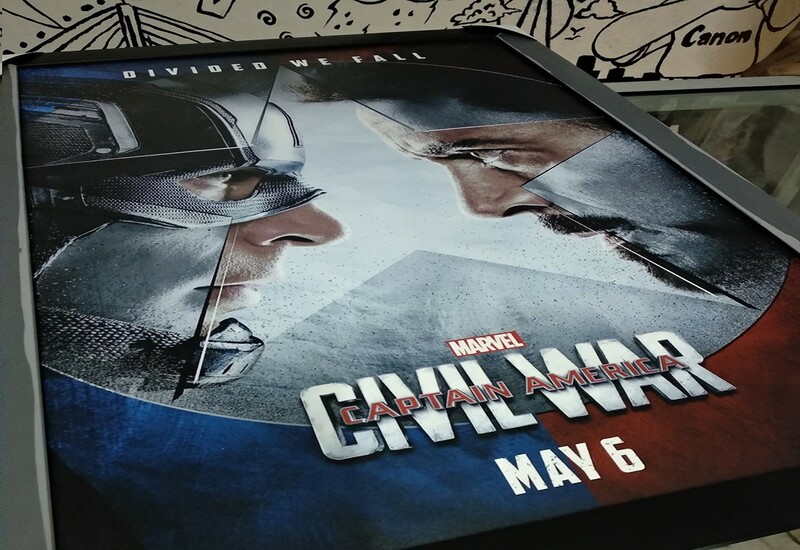 Canon
DIVIDED WE FALL
MARVEL
CIVIL WAR
CAPTAIN AMERICA
MAY 6